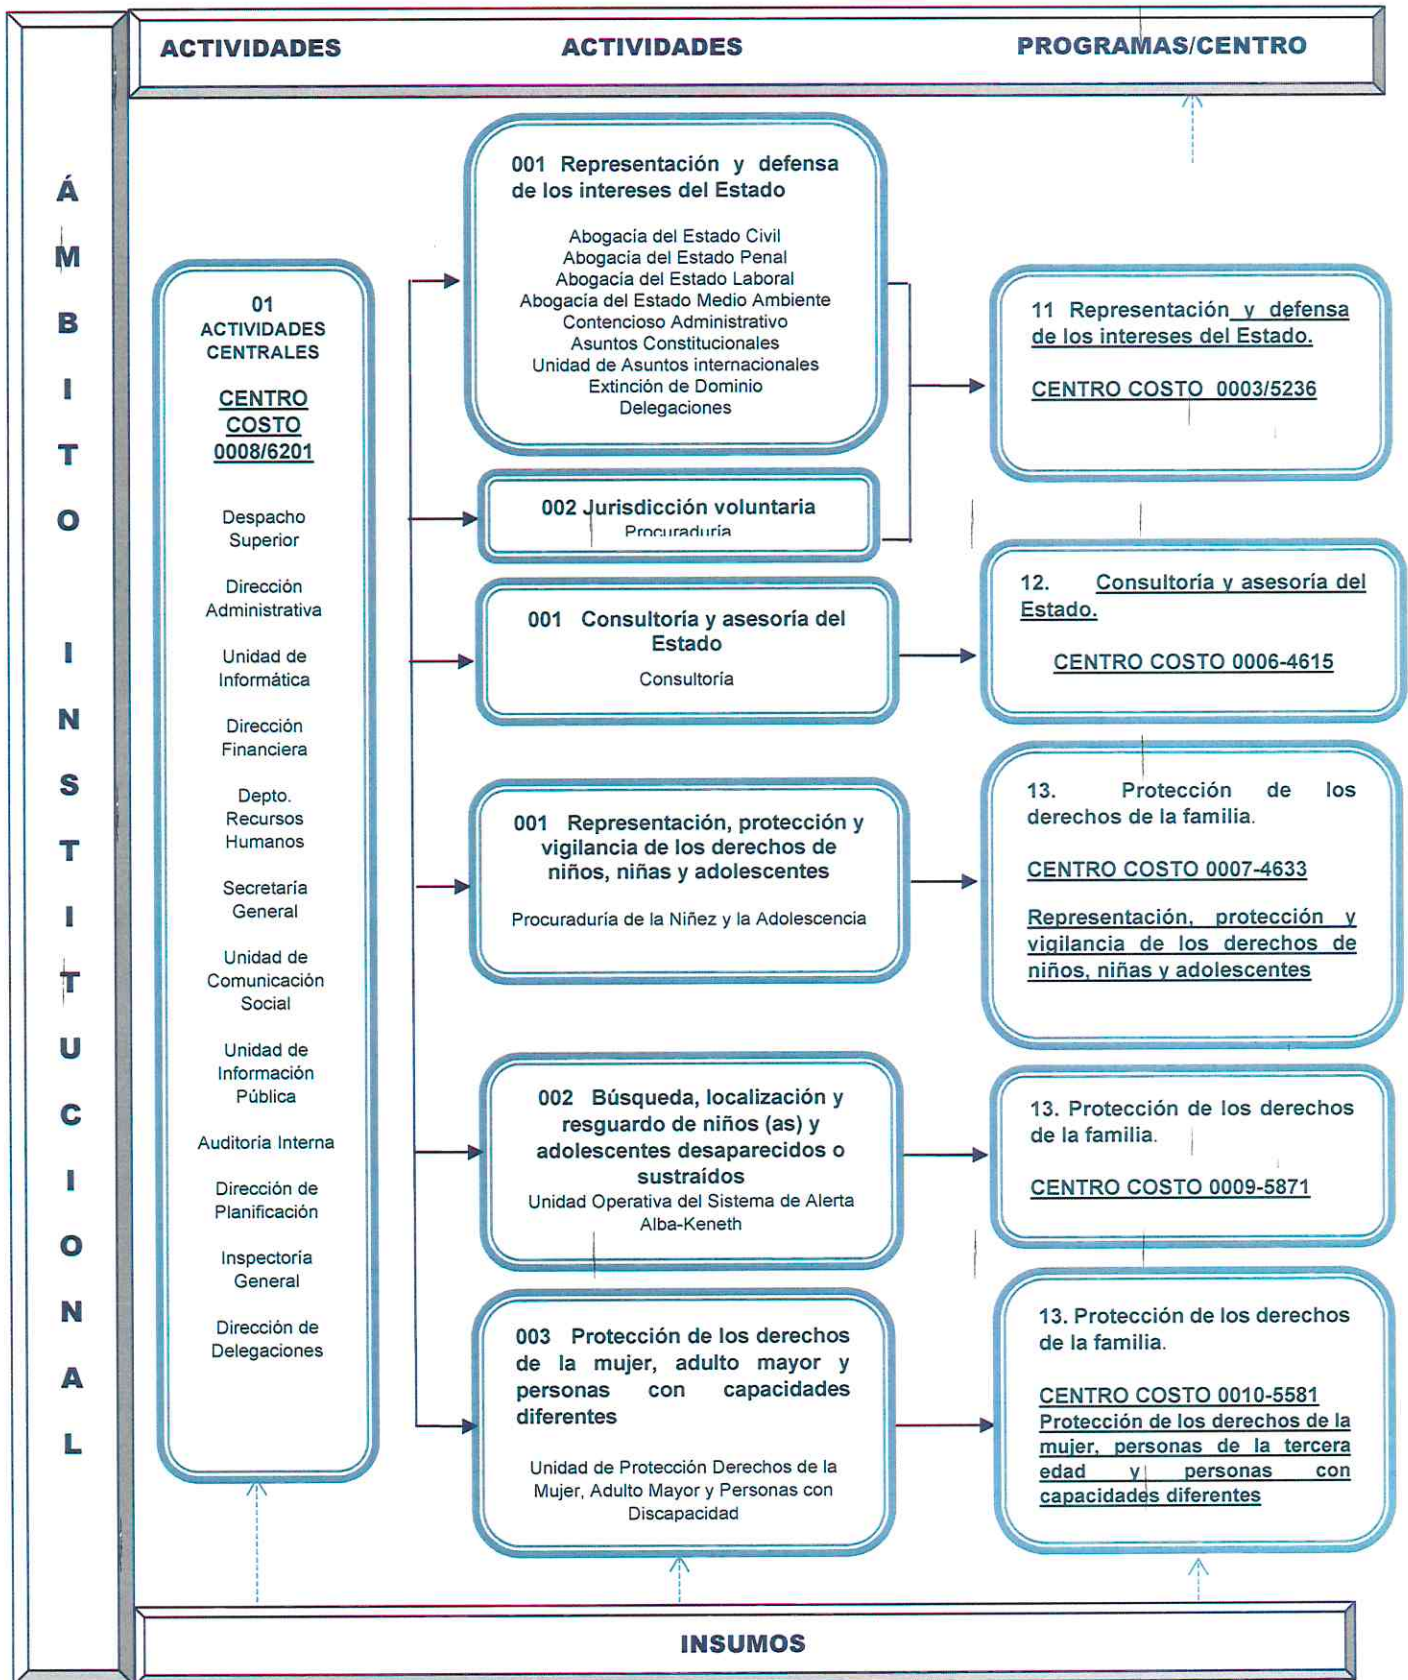 ACTIVIDADES ACTIVIDADES PROGRAMAS/CENTRO
ÁMBITO INSTITUCIONAL
01
ACTIVIDADES
CENTRALES
CENTRO
COSTO
0008/6201
Despacho
Superior
Dirección
Administrativa
Unidad de
Informática
Dirección
Financiera
Depto.
Recursos
Humanos
Secretaría
General
Unidad de
Comunicación
Social
Unidad de
Información
Pública
Auditoría Interna
Dirección de
Planificación
Inspectoría
General
Dirección de
Delegaciones
001 Representación y defensa
de los intereses del Estado
Abogacía del Estado Civil
Abogacía del Estado Penal
Abogacía del Estado Laboral
Abogacía del Estado Medio Ambiente
Contencioso Administrativo
Asuntos Constitucionales
Unidad de Asuntos internacionales
Extinción de Dominio
Delegaciones
002 Jurisdicción voluntaria
Procuraduría
001 Consultoría y asesoría del
Estado
Consultoría
001 Representación, protección y
vigilancia de los derechos de
niños, niñas y adolescentes
Procuraduría de la Niñez y la Adolescencia
002 Búsqueda, localización y
resguardo de niños (as) y
adolescentes desaparecidos o
sustraídos
Unidad Operativa del Sistema de Alerta
Alba-Keneth
003 Protección de los derechos
de la mujer, adulto mayor y
personas con capacidades
diferentes
Unidad de Protección Derechos de la
Mujer, Adulto Mayor y Personas con
Discapacidad
11 Representación y defensa
de los intereses del Estado.
CENTRO COSTO 0003/5236
12. Consultoría y asesoría del
Estado.
CENTRO COSTO 0006-4615
13. Protección de los
derechos de la familia.
CENTRO COSTO 0007-4633
Representación, protección y
vigilancia de los derechos de
niños, niñas y adolescentes
13. Protección de los derechos
de la familia.
CENTRO COSTO 0009-5871
13. Protección de los derechos
de la familia.
CENTRO COSTO 0010-5581
Protección de los derechos de la
mujer, personas de la tercera
edad y personas con
capacidades diferentes
INSUMOS